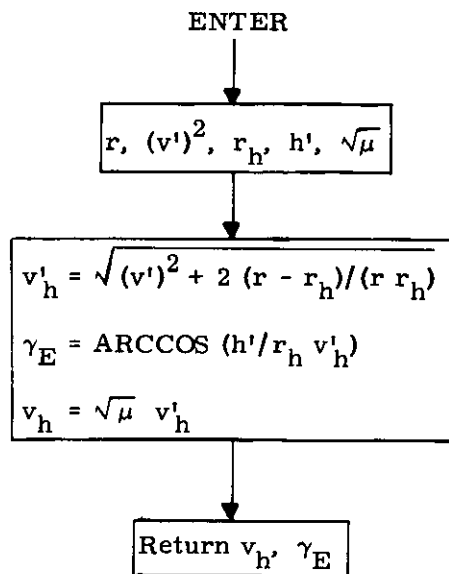 ENTER
r, (v')², r_h, h', √μ
v'_h = √((v')² + 2 (r - r_h)/(r r_h))
γ_E = ARCCOS (h'/r_h v'_h)
v_h = √μ v'_h
Return v_h, γ_E